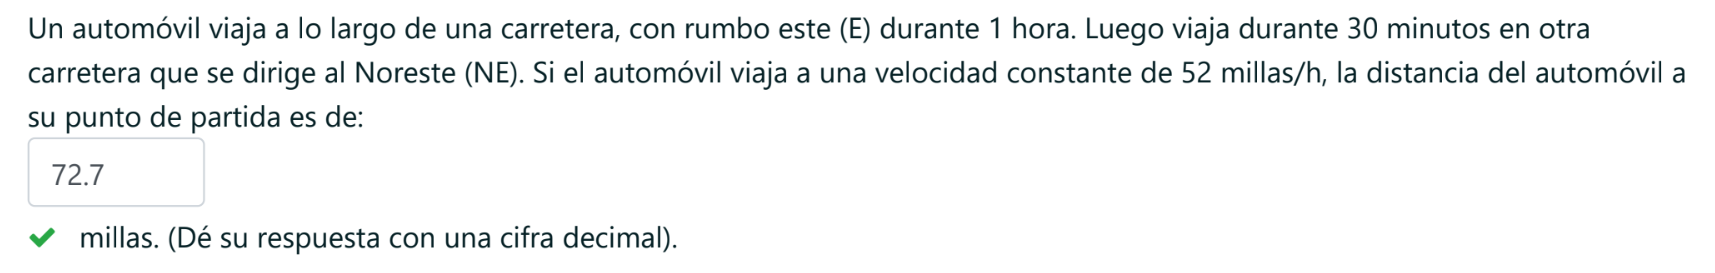 Un automóvil viaja a lo largo de una carretera, con rumbo este (E) durante 1 hora. Luego viaja durante 30 minutos en otra
carretera que se dirige al Noreste (NE). Si el automóvil viaja a una velocidad constante de 52 millas/h, la distancia del automóvil a
su punto de partida es de:
72.7
millas. (Dé su respuesta con una cifra decimal).